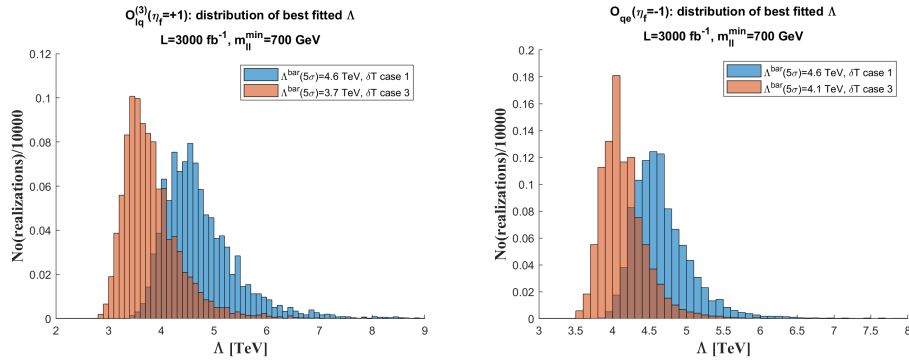 O_lq^(3)(η_f=+1): distribution of best fitted Λ
L=3000 fb^-1, m_ll^min=700 GeV
Λ^bar(5σ)=4.6 TeV, δT case 1
Λ^bar(5σ)=3.7 TeV, δT case 3
No(realizations)/10000
0.12
0.1
0.08
0.06
0.04
0.02
0
2 3 4 5 6 7 8 9
Λ [TeV]
O_qe(η_f=-1): distribution of best fitted Λ
L=3000 fb^-1, m_ll^min=700 GeV
Λ^bar(5σ)=4.6 TeV, δT case 1
Λ^bar(5σ)=4.1 TeV, δT case 3
No(realizations)/10000
0.2
0.18
0.16
0.14
0.12
0.1
0.08
0.06
0.04
0.02
0
3 3.5 4 4.5 5 5.5 6 6.5 7 7.5 8
Λ [TeV]